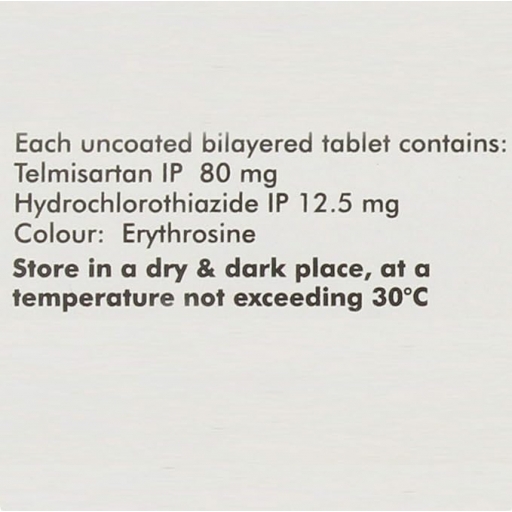 Each uncoated bilayered tablet contains:
Telmisartan IP 80 mg
Hydrochlorothiazide IP 12.5 mg
Colour: Erythrosine
Store in a dry & dark place, at a
temperature not exceeding 30°C